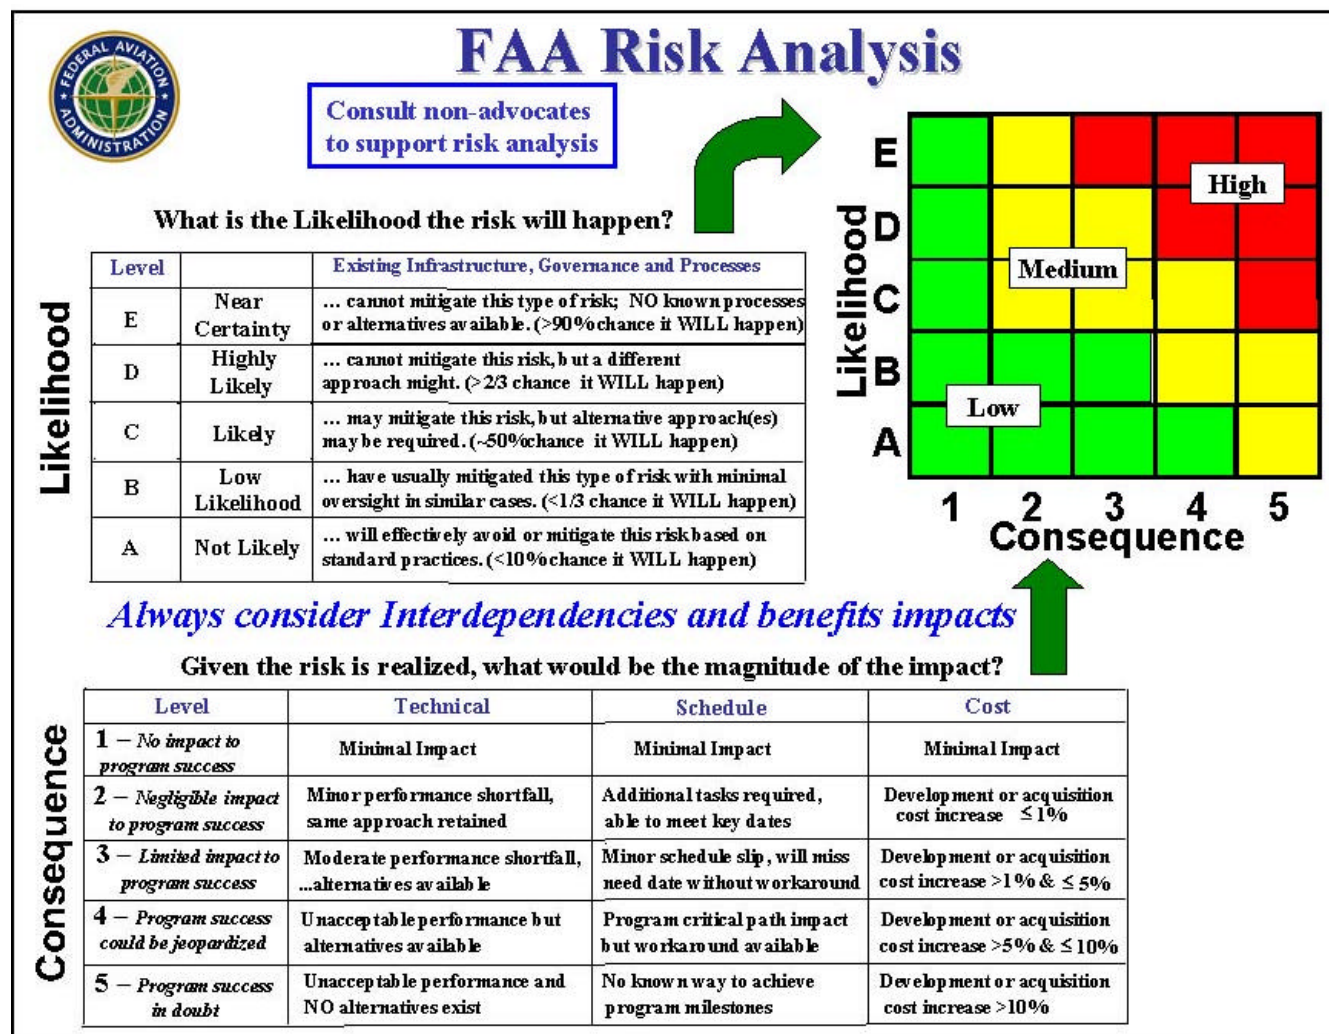 FAA Risk Analysis
FEDERAL AVIATION
ADMINISTRATION
Consult non-advocates
to support risk analysis
What is the Likelihood the risk will happen?
Likelihood
Level
Existing Infrastructure, Governance and Processes
E
Near
Certainty
... cannot mitigate this type of risk; NO known processes
or alternatives available. (>90% chance it WILL happen)
D
Highly
Likely
... cannot mitigate this risk, but a different
approach might. (>2/3 chance it WILL happen)
C
Likely
... may mitigate this risk, but alternative approach(es)
may be required. (~50% chance it WILL happen)
B
Low
Likelihood
... have usually mitigated this type of risk with minimal
oversight in similar cases. (<1/3 chance it WILL happen)
A
Not Likely
... will effectively avoid or mitigate this risk based on
standard practices. (<10% chance it WILL happen)
Likelihood
E
D
C
B
A
High
Medium
Low
1 2 3 4 5
Consequence
Always consider Interdependencies and benefits impacts
Given the risk is realized, what would be the magnitude of the impact?
Consequence
Level
Technical
Schedule
Cost
1 – No impact to
program success
Minimal Impact
Minimal Impact
Minimal Impact
2 – Negligible impact
to program success
Minor performance shortfall,
same approach retained
Additional tasks required,
able to meet key dates
Development or acquisition
cost increase ≤ 1%
3 – Limited impact to
program success
Moderate performance shortfall,
...alternatives available
Minor schedule slip, will miss
need date without workaround
Development or acquisition
cost increase >1% & ≤ 5%
4 – Program success
could be jeopardized
Unacceptable performance but
alternatives available
Program critical path impact
but workaround available
Development or acquisition
cost increase >5% & ≤ 10%
5 – Program success
in doubt
Unacceptable performance and
NO alternatives exist
No known way to achieve
program milestones
Development or acquisition
cost increase >10%